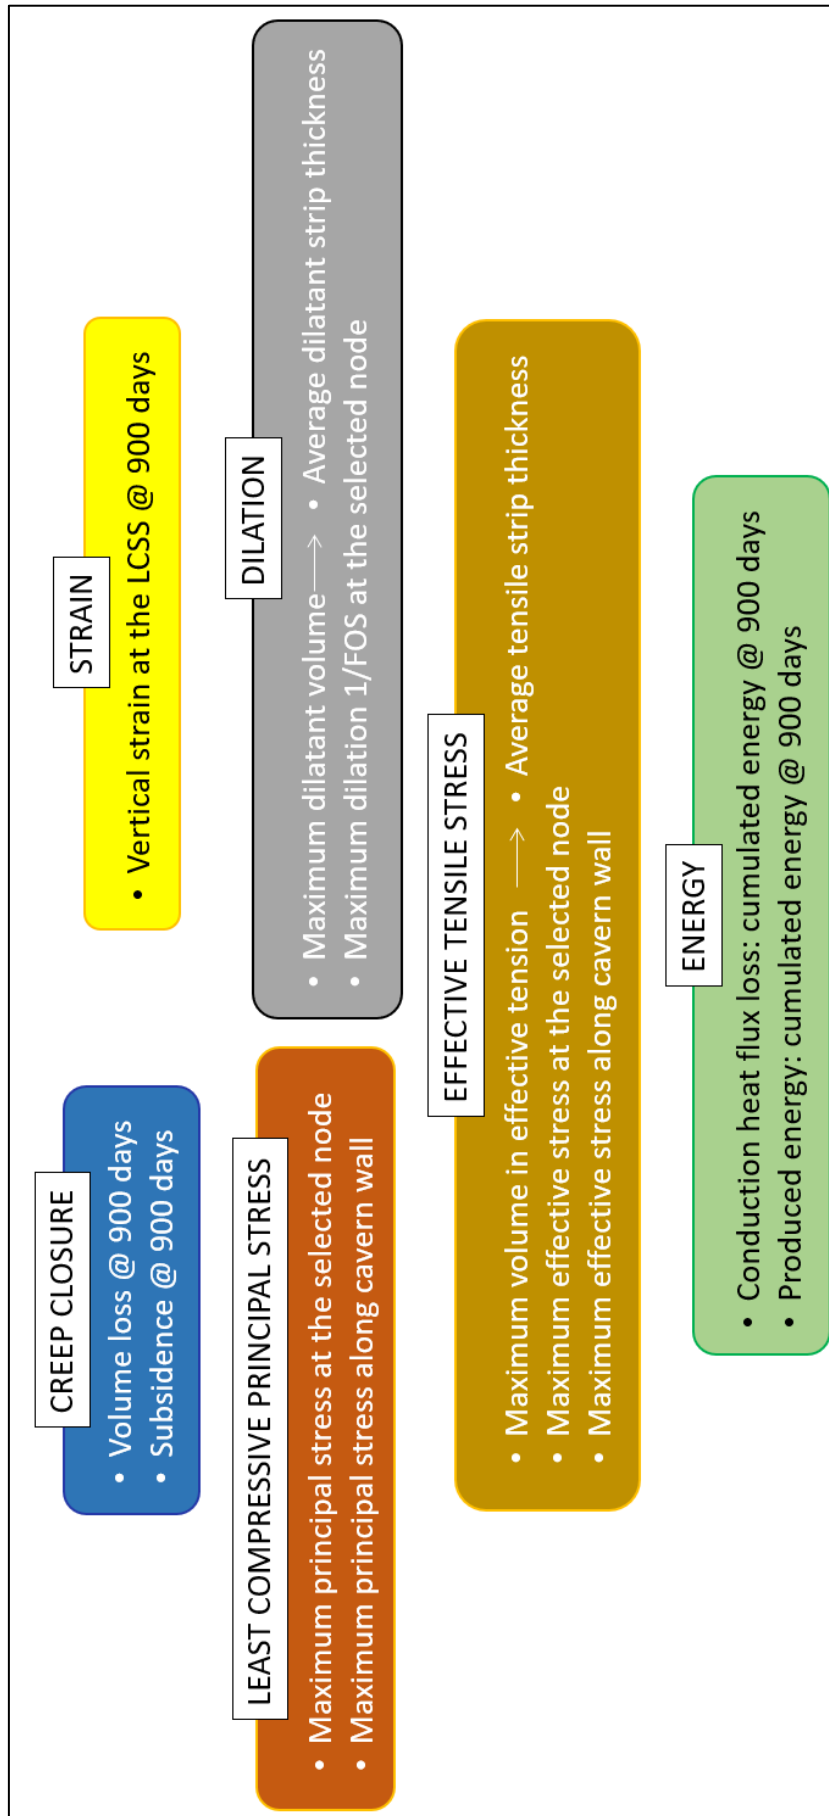 CREEP CLOSURE
• Volume loss @ 900 days
• Subsidence @ 900 days
STRAIN
• Vertical strain at the LCSS @ 900 days
LEAST COMPRESSIVE PRINCIPAL STRESS
• Maximum principal stress at the selected node
• Maximum principal stress along cavern wall
DILATION
• Maximum dilatant volume → • Average dilatant strip thickness
• Maximum dilation 1/FOS at the selected node
EFFECTIVE TENSILE STRESS
• Maximum volume in effective tension → • Average tensile strip thickness
• Maximum effective stress at the selected node
• Maximum effective stress along cavern wall
ENERGY
• Conduction heat flux loss: cumulated energy @ 900 days
• Produced energy: cumulated energy @ 900 days